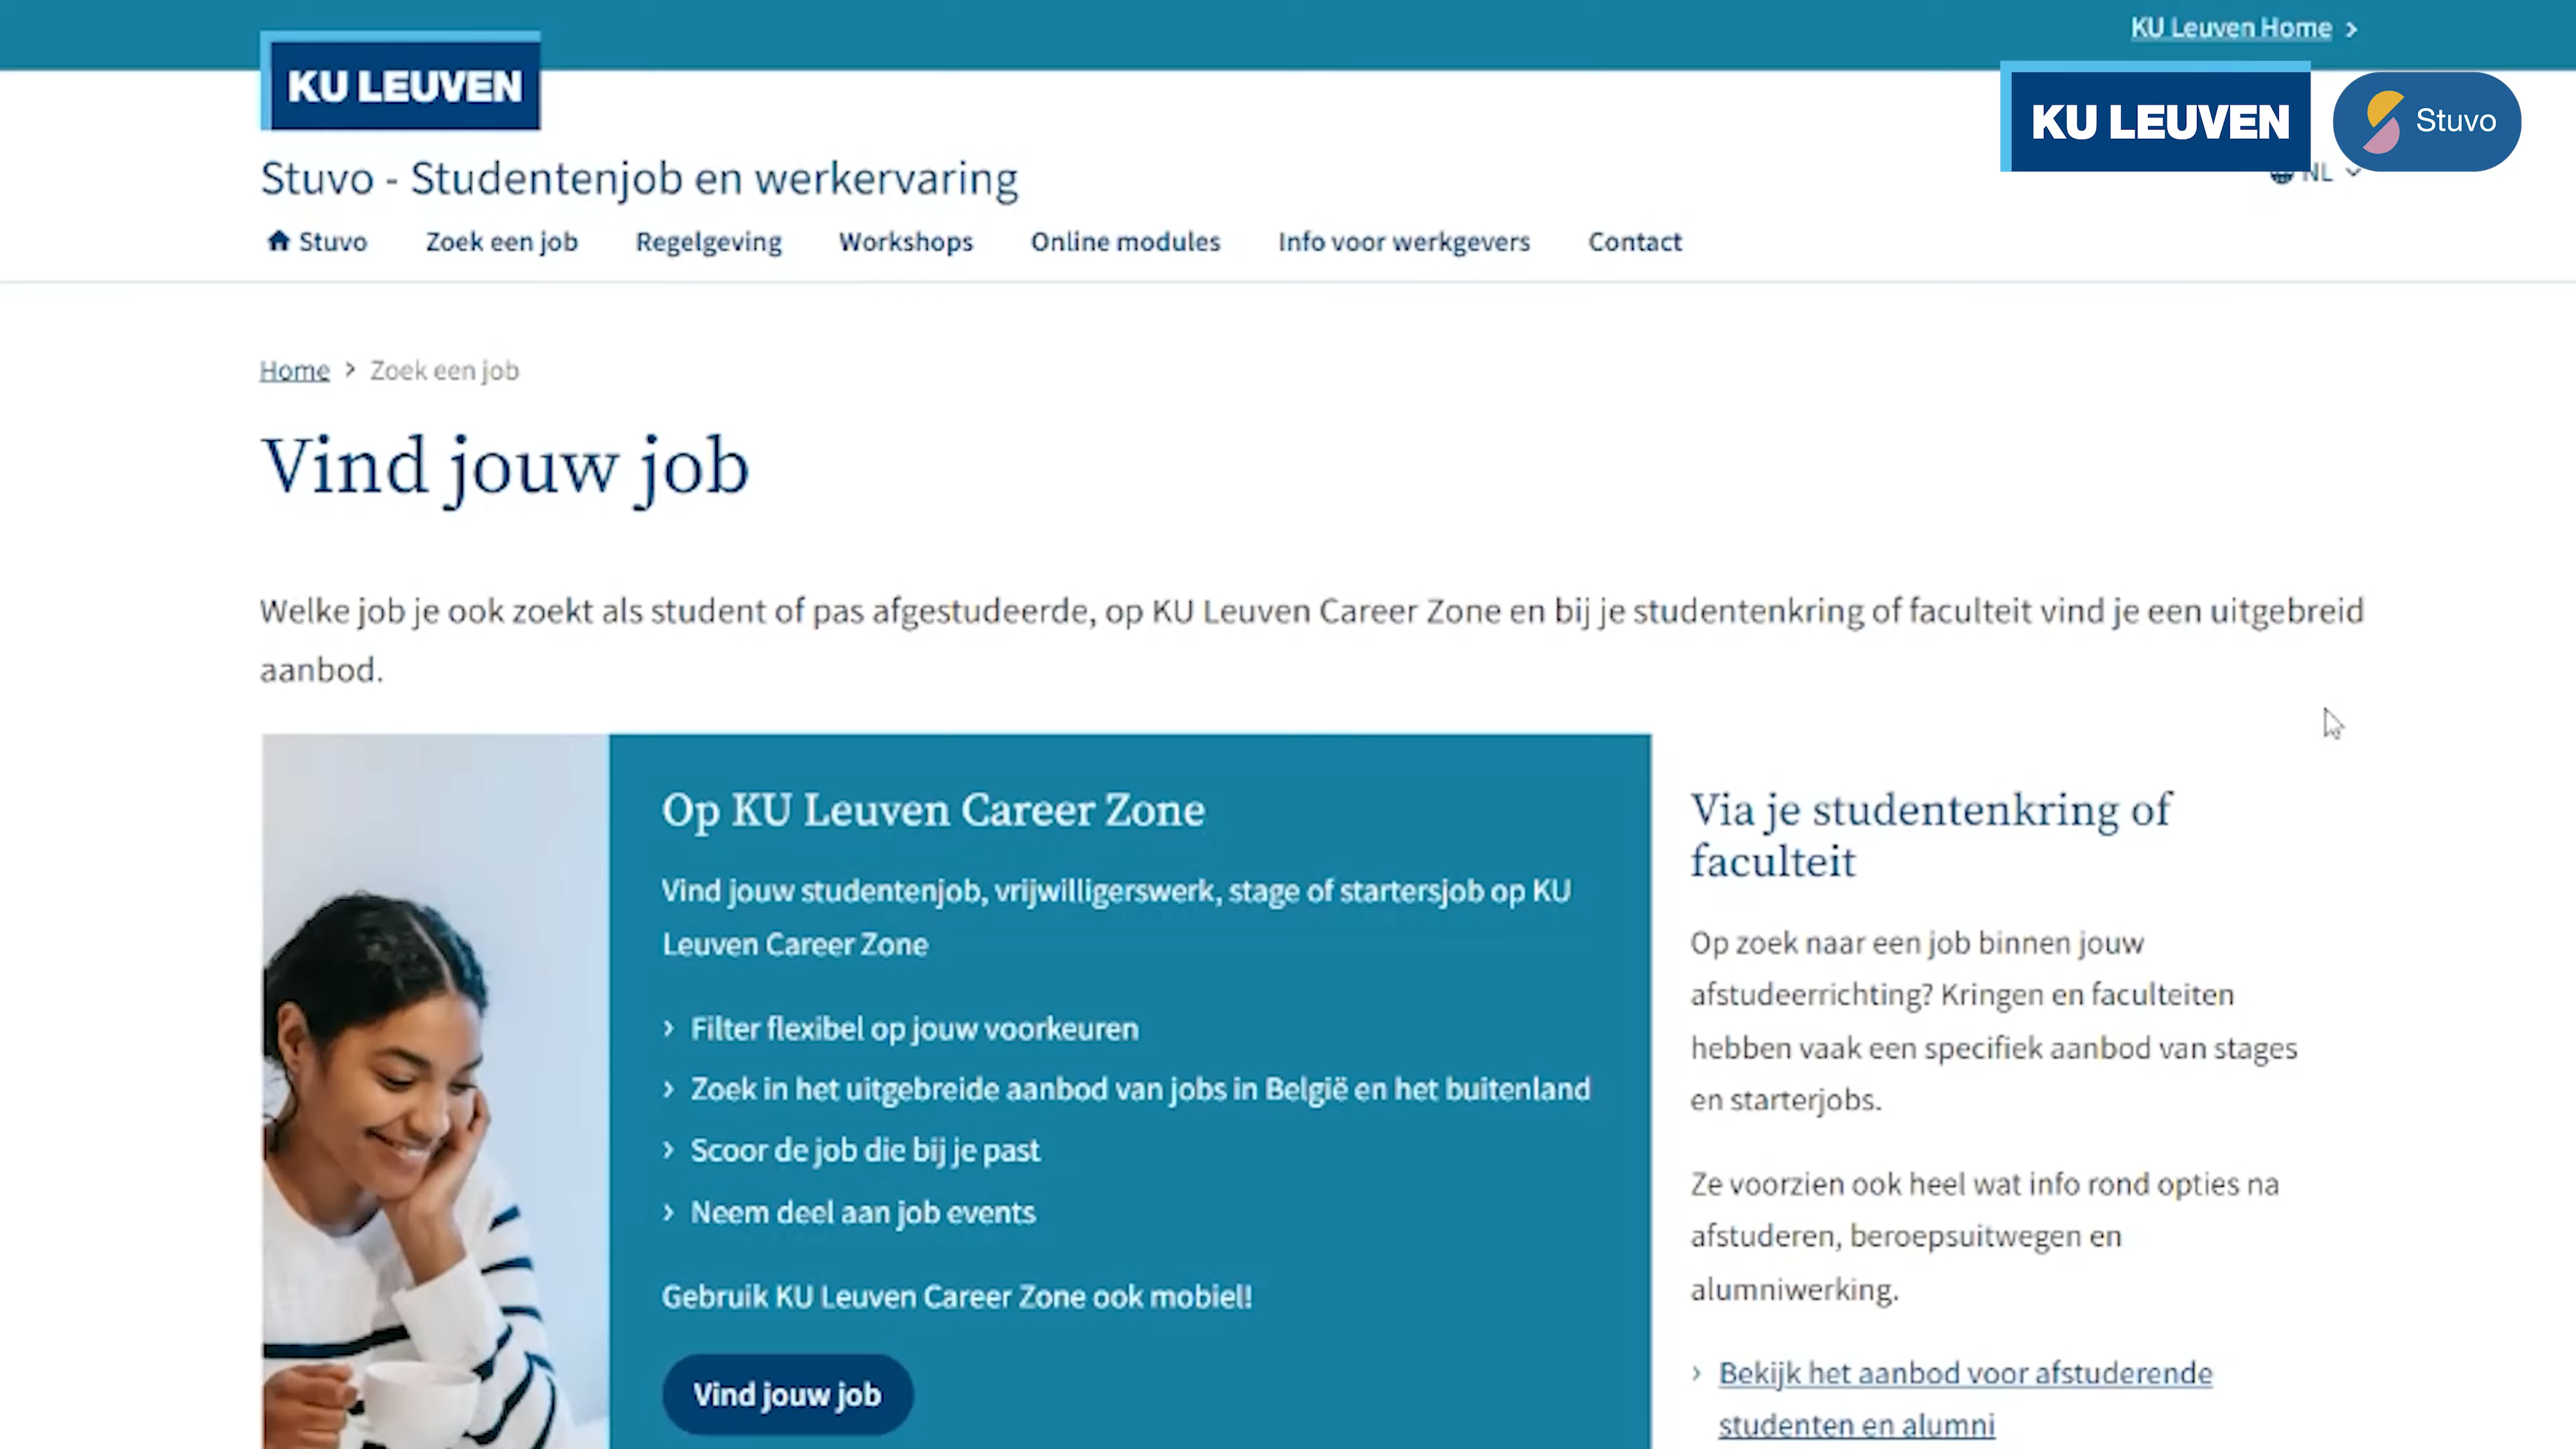 KU Leuven Home
KU LEUVEN
KU LEUVEN
Stuvo
Stuvo - Studentenjob en werkervaring
NL
Stuvo
Zoek een job
Regelgeving
Workshops
Online modules
Info voor werkgevers
Contact
Home > Zoek een job
Vind jouw job
Welke job je ook zoekt als student of pas afgestudeerde, op KU Leuven Career Zone en bij je studentenkring of faculteit vind je een uitgebreid
aanbod.
Op KU Leuven Career Zone
Vind jouw studentenjob, vrijwilligerswerk, stage of startersjob op KU
Leuven Career Zone
Filter flexibel op jouw voorkeuren
Zoek in het uitgebreide aanbod van jobs in België en het buitenland
Scoor de job die bij je past
Neem deel aan job events
Gebruik KU Leuven Career Zone ook mobiel!
Vind jouw job
Via je studentenkring of
faculteit
Op zoek naar een job binnen jouw
afstudeerrichting? Kringen en faculteiten
hebben vaak een specifiek aanbod van stages
en starterjobs.
Ze voorzien ook heel wat info rond opties na
afstuderen, beroepsuitwegen en
alumniwerking.
Bekijk het aanbod voor afstuderende
studenten en alumni